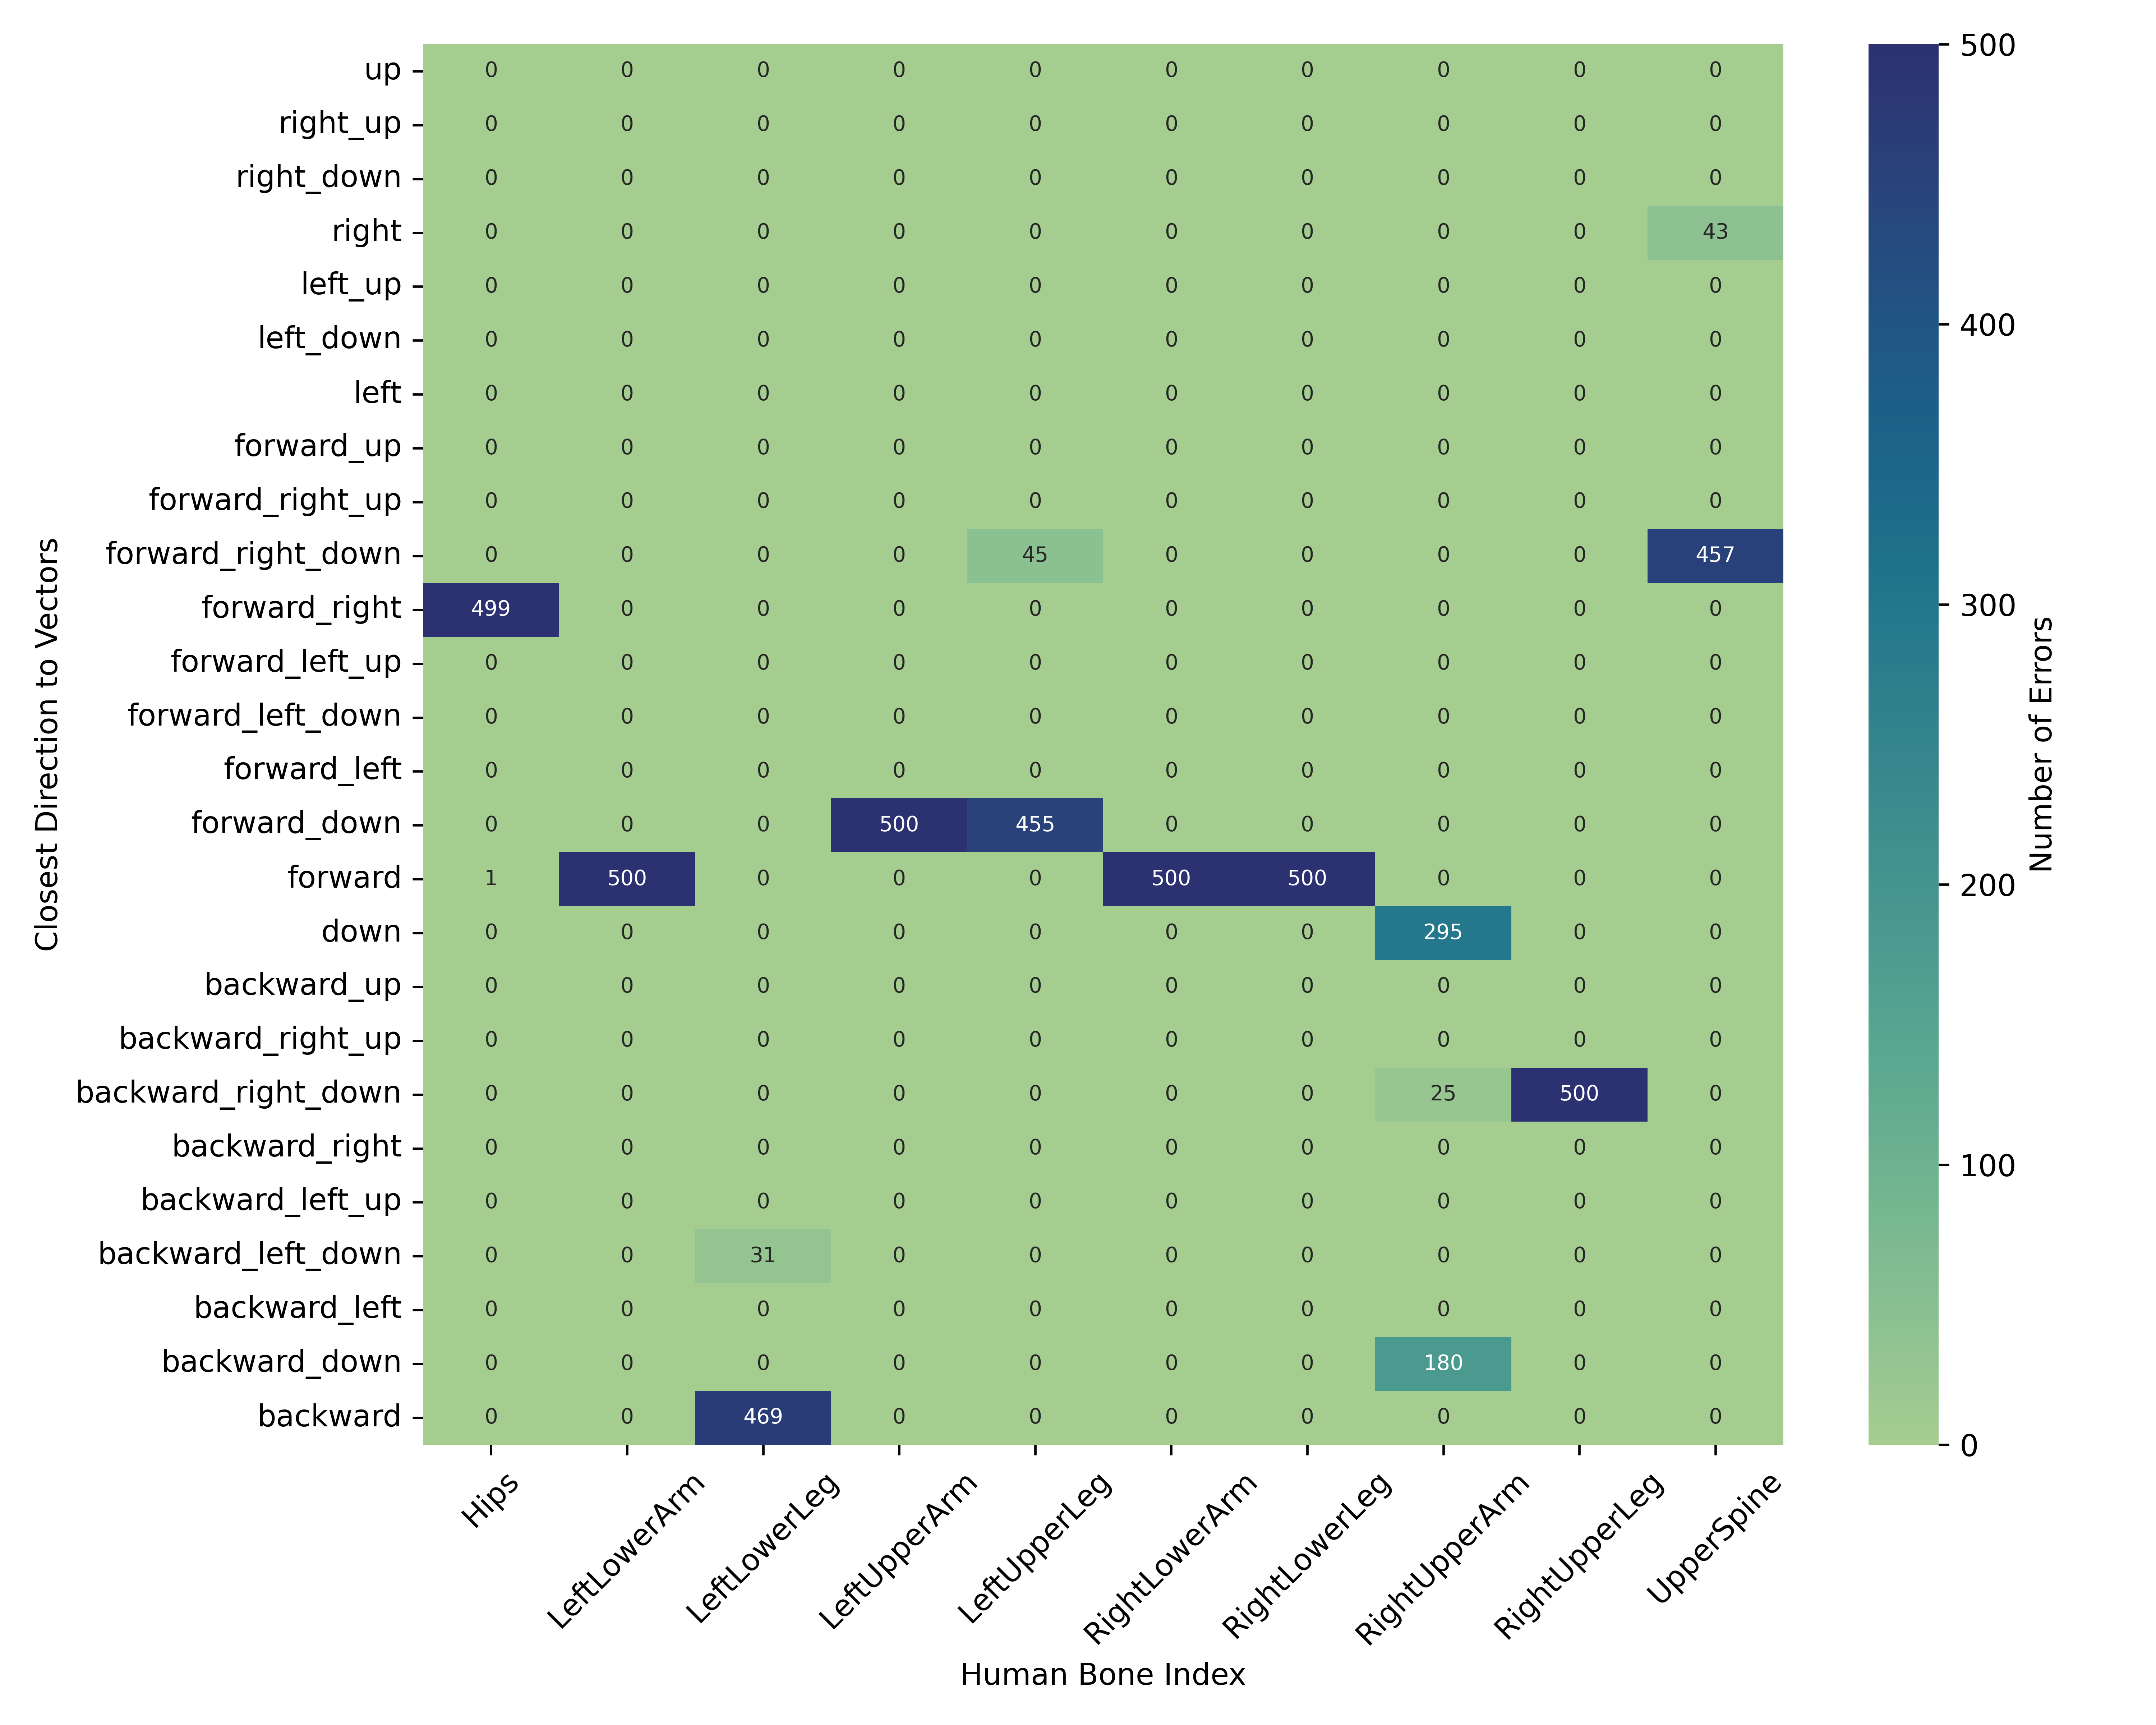 up 0 0 0 0 0 0 0 0 0 0
right_up 0 0 0 0 0 0 0 0 0 0
right_down 0 0 0 0 0 0 0 0 0 0
right 0 0 0 0 0 0 0 0 0 43
left_up 0 0 0 0 0 0 0 0 0 0
left_down 0 0 0 0 0 0 0 0 0 0
left 0 0 0 0 0 0 0 0 0 0
forward_up 0 0 0 0 0 0 0 0 0 0
forward_right_up 0 0 0 0 0 0 0 0 0 0
forward_right_down 0 0 0 0 45 0 0 0 0 457
forward_right 499 0 0 0 0 0 0 0 0 0
forward_left_up 0 0 0 0 0 0 0 0 0 0
forward_left_down 0 0 0 0 0 0 0 0 0 0
forward_left 0 0 0 0 0 0 0 0 0 0
forward_down 0 0 0 500 455 0 0 0 0 0
forward 1 500 0 0 0 500 500 0 0 0
down 0 0 0 0 0 0 0 295 0 0
backward_up 0 0 0 0 0 0 0 0 0 0
backward_right_up 0 0 0 0 0 0 0 0 0 0
backward_right_down 0 0 0 0 0 0 0 25 500 0
backward_right 0 0 0 0 0 0 0 0 0 0
backward_left_up 0 0 0 0 0 0 0 0 0 0
backward_left_down 0 0 31 0 0 0 0 0 0 0
backward_left 0 0 0 0 0 0 0 0 0 0
backward_down 0 0 0 0 0 0 0 180 0 0
backward 0 0 469 0 0 0 0 0 0 0
Closest Direction to Vectors
Hips
LeftLowerArm
LeftLowerLeg
LeftUpperArm
LeftUpperLeg
RightLowerArm
RightLowerLeg
RightUpperArm
RightUpperLeg
UpperSpine
Human Bone Index
500
400
300
200
100
0
Number of Errors